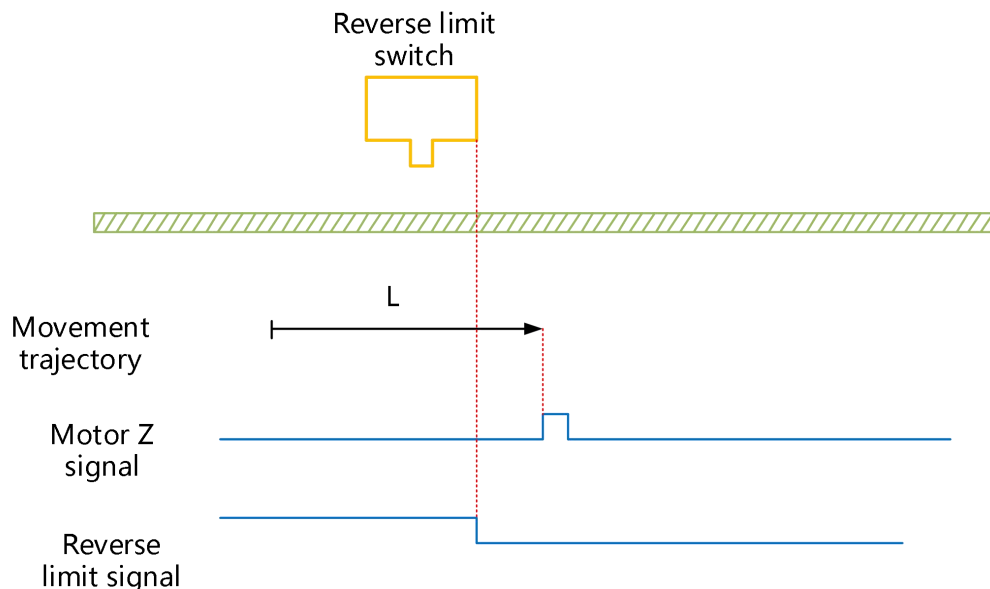 Reverse limit
switch
L
Movement
trajectory
Motor Z
signal
Reverse
limit signal